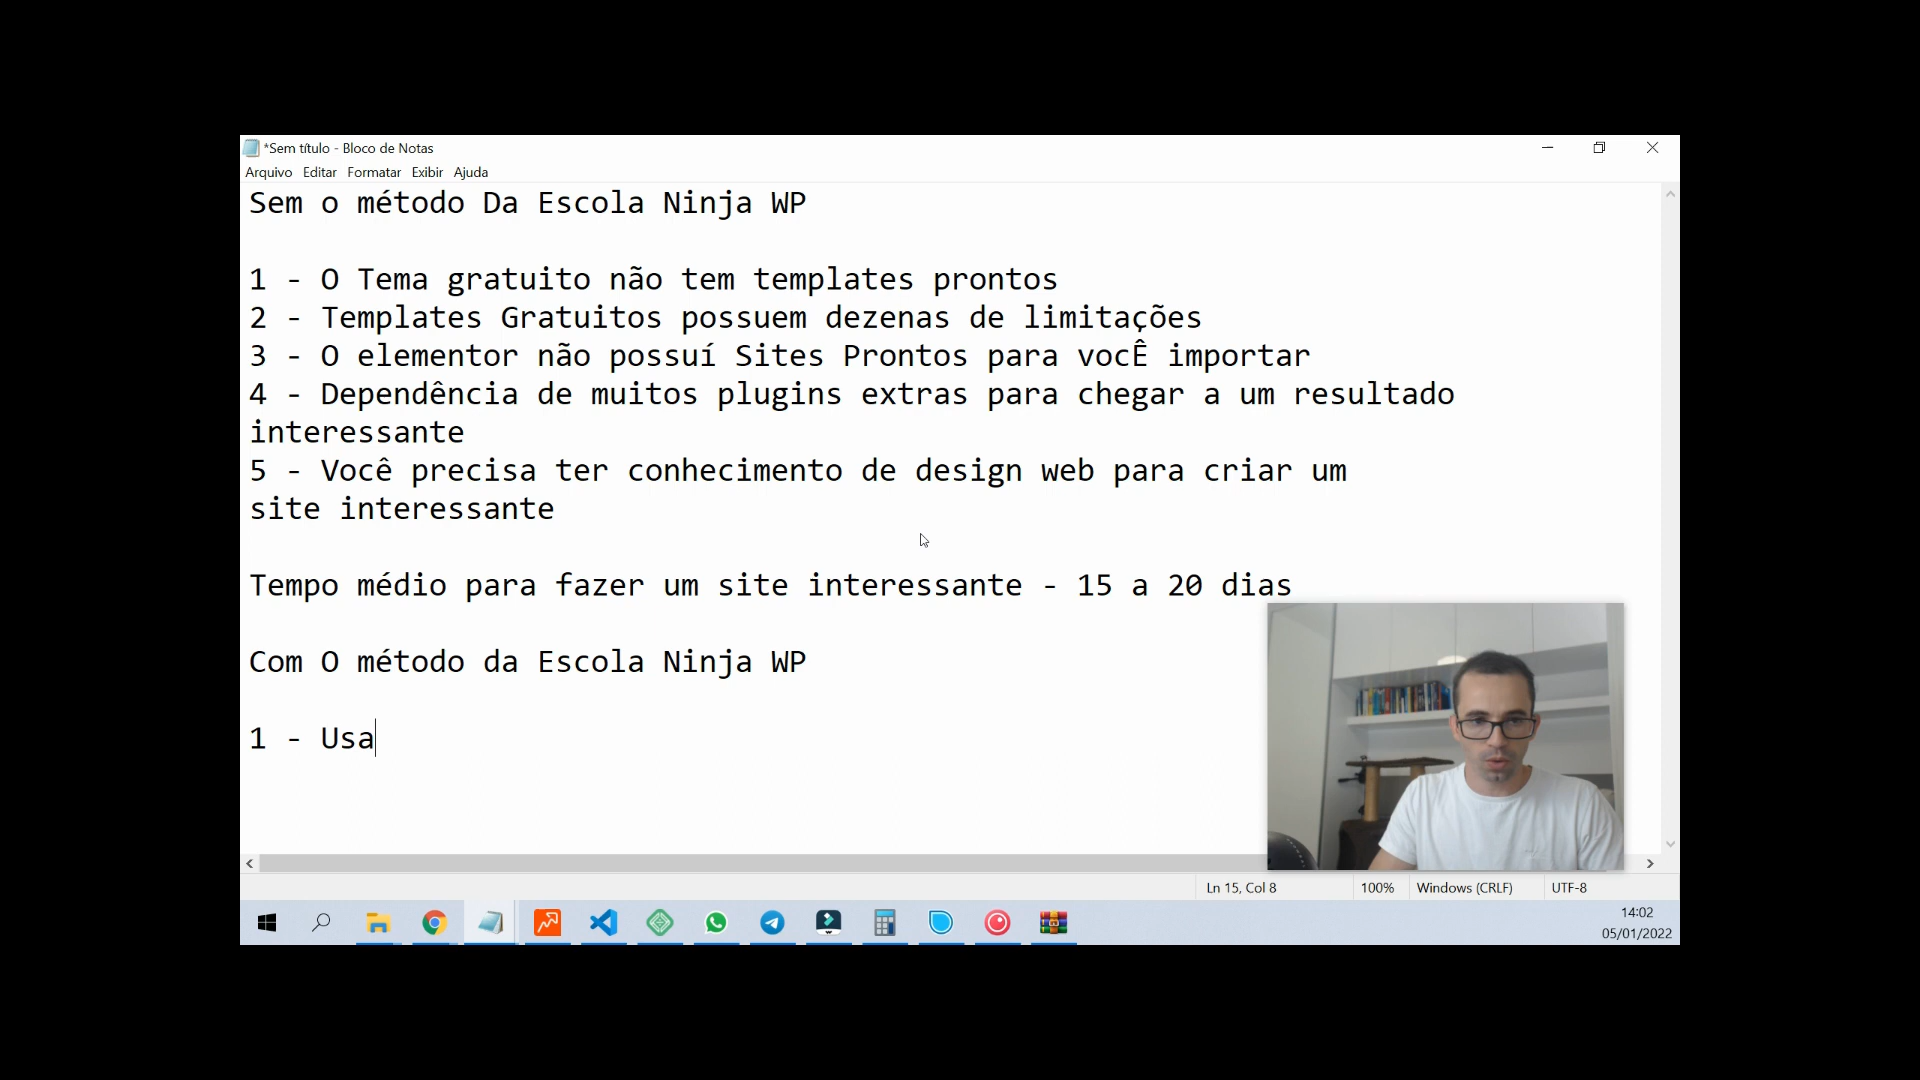 *Sem título - Bloco de Notas
Arquivo Editar Formatar Exibir Ajuda
Sem o método Da Escola Ninja WP
1 - O Tema gratuito não tem templates prontos
2 - Templates Gratuitos possuem dezenas de limitações
3 - O elementor não possuí Sites Prontos para vocÊ importar
4 - Dependência de muitos plugins extras para chegar a um resultado
interessante
5 - Você precisa ter conhecimento de design web para criar um
site interessante
Tempo médio para fazer um site interessante - 15 a 20 dias
Com O método da Escola Ninja WP
1 - Usa
Ln 15, Col 8 100% Windows (CRLF) UTF-8
14:02
05/01/2022